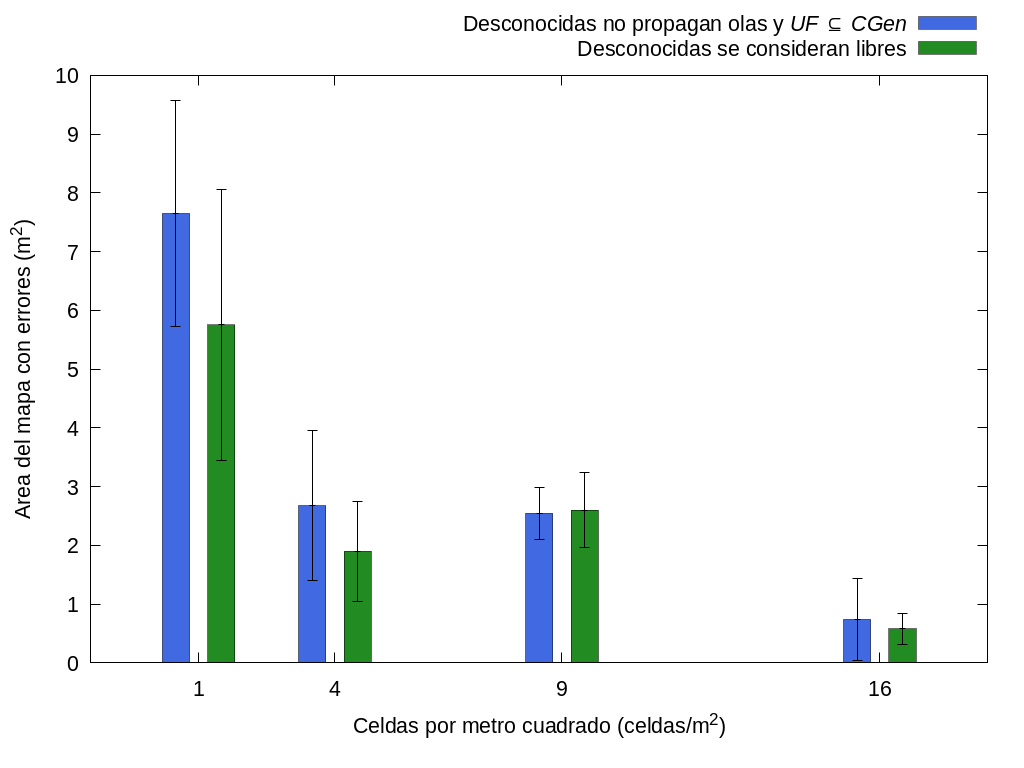 Desconocidas no propagan olas y UF ⊆ CGen
Desconocidas se consideran libres
10
9
8
7
6
5
4
3
2
1
0
Area del mapa con errores (m²)
1 4 9 16
Celdas por metro cuadrado (celdas/m²)